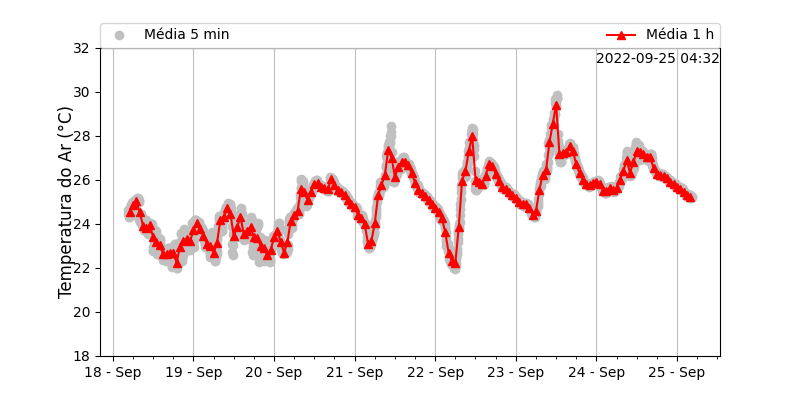 Média 5 min
Média 1 h
2022-09-25 04:32
Temperatura do Ar (°C)
32
30
28
26
24
22
20
18
18 - Sep
19 - Sep
20 - Sep
21 - Sep
22 - Sep
23 - Sep
24 - Sep
25 - Sep